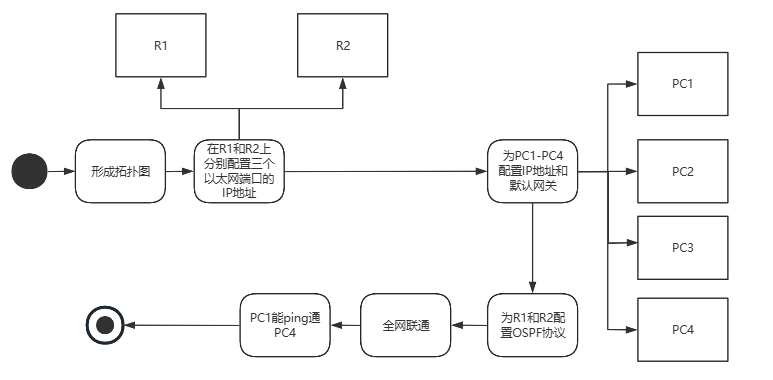 R1
R2
PC1
形成拓扑图
在R1和R2上
分别配置三个
以太网端口的
IP地址
为PC1-PC4
配置IP地址和
默认网关
PC2
PC3
PC1能ping通
PC4
全网联通
为R1和R2配
置OSPF协议
PC4